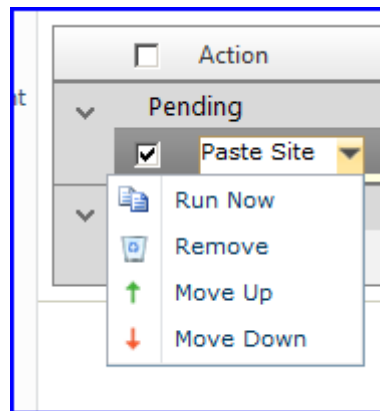 Action
Pending
Paste Site
Run Now
Remove
Move Up
Move Down